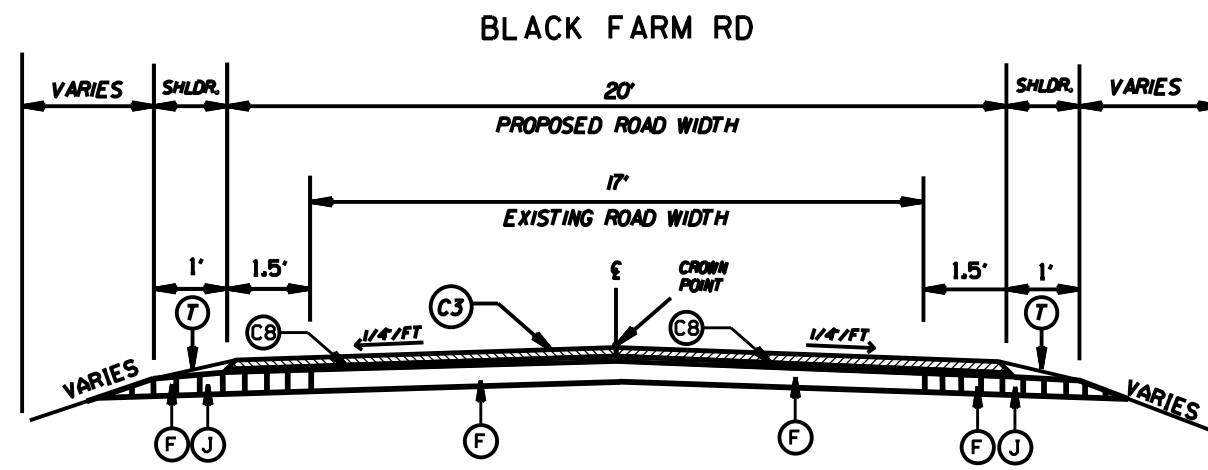 BLACK FARM RD
VARIES SHLDR. 20' SHLDR. VARIES
PROPOSED ROAD WIDTH
17'
EXISTING ROAD WIDTH
1' 1.5' ℄ CROWN POINT 1.5' 1'
T C8 1/4"/FT C3 C8 1/4"/FT T
VARIES VARIES
F J F F F J